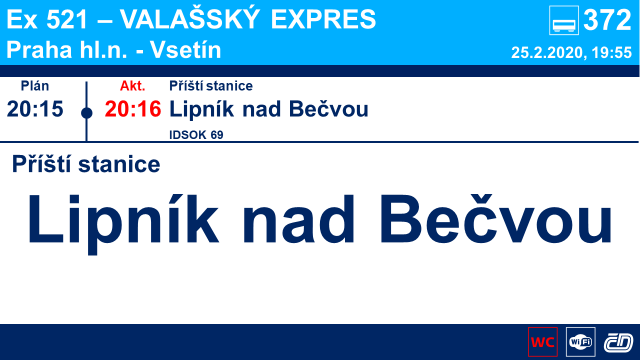 Ex 521 – VALAŠSKÝ EXPRES
372
Praha hl.n. - Vsetín
25.2.2020, 19:55
Plán
Akt.
Příští stanice
20:15
20:16
Lipník nad Bečvou
IDSOK 69
Příští stanice
Lipník nad Bečvou
WC
WiFi
ČD